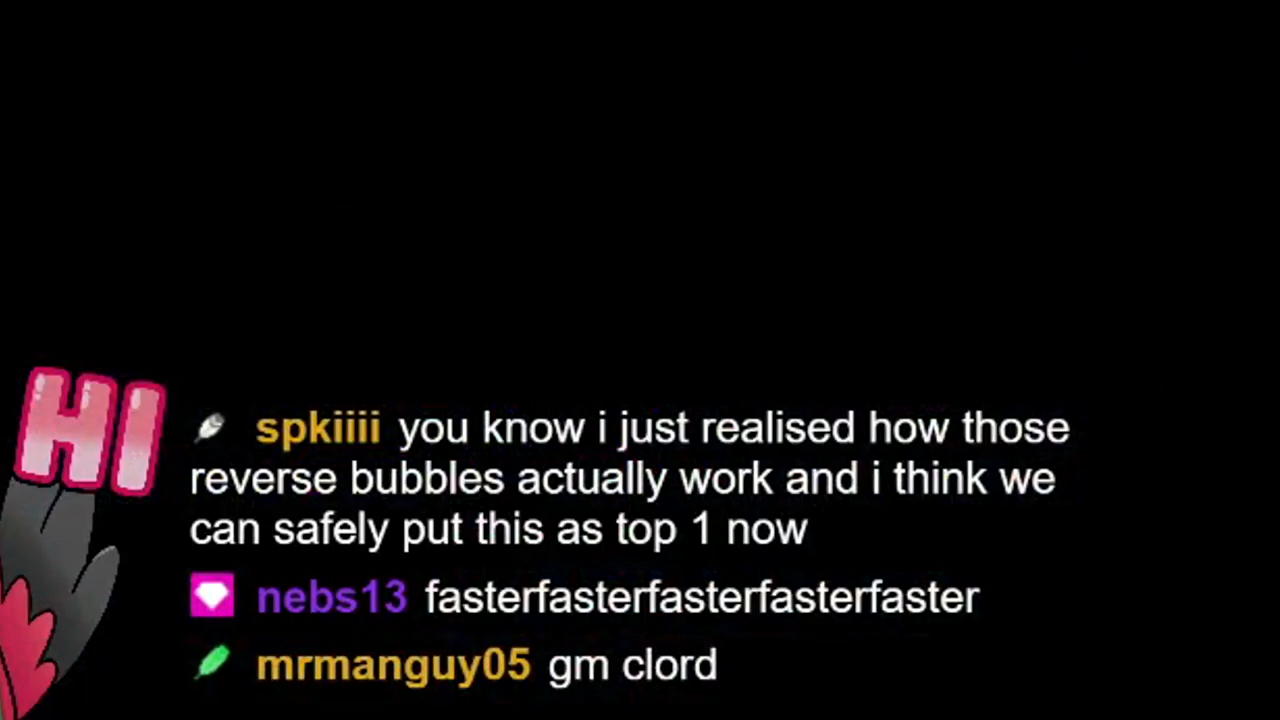 HI
spkiiii you know i just realised how those
reverse bubbles actually work and i think we
can safely put this as top 1 now
nebs13 fasterfasterfasterfasterfaster
mrmanguy05 gm clord